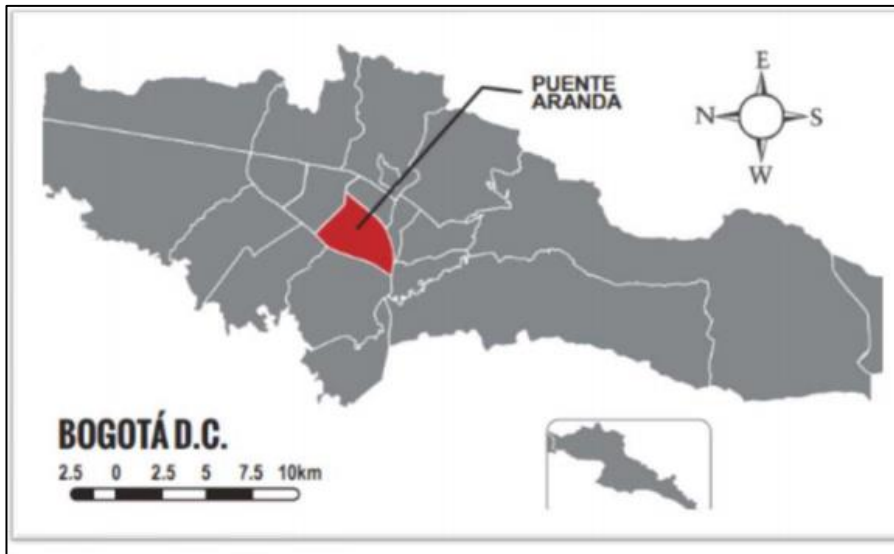 PUENTE
ARANDA
E
N S
W
BOGOTÁ D.C.
2.5 0 2.5 5 7.5 10km